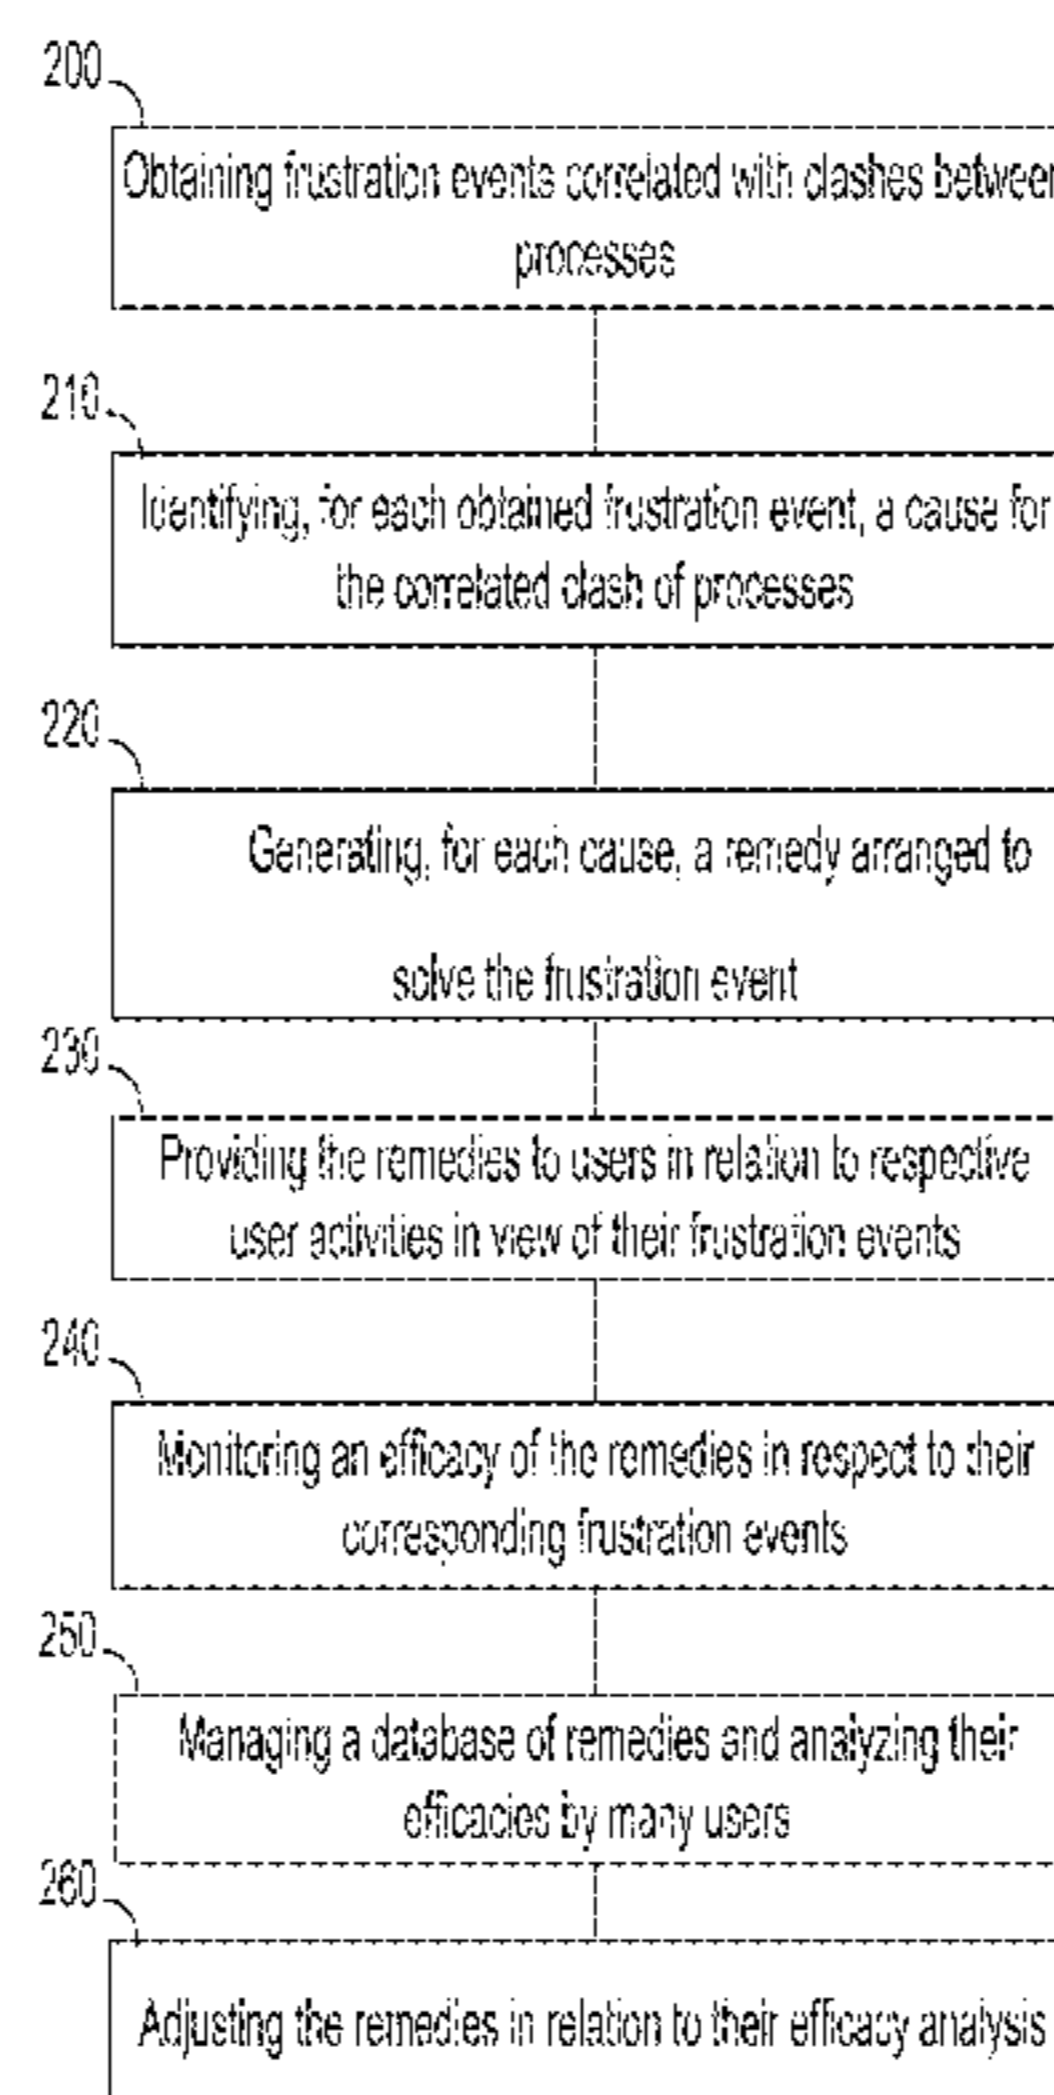 200
Obtaining frustration events correlated with clashes between
processes
210
Identifying, for each obtained frustration event, a cause for
the correlated clash of processes
220
Generating, for each cause, a remedy arranged to
solve the frustration event
230
Providing the remedies to users in relation to respective
user activities in view of their frustration events
240
Monitoring an efficacy of the remedies in respect to their
corresponding frustration events
250
Managing a database of remedies and analyzing their
efficacies by many users
260
Adjusting the remedies in relation to their efficacy analysis